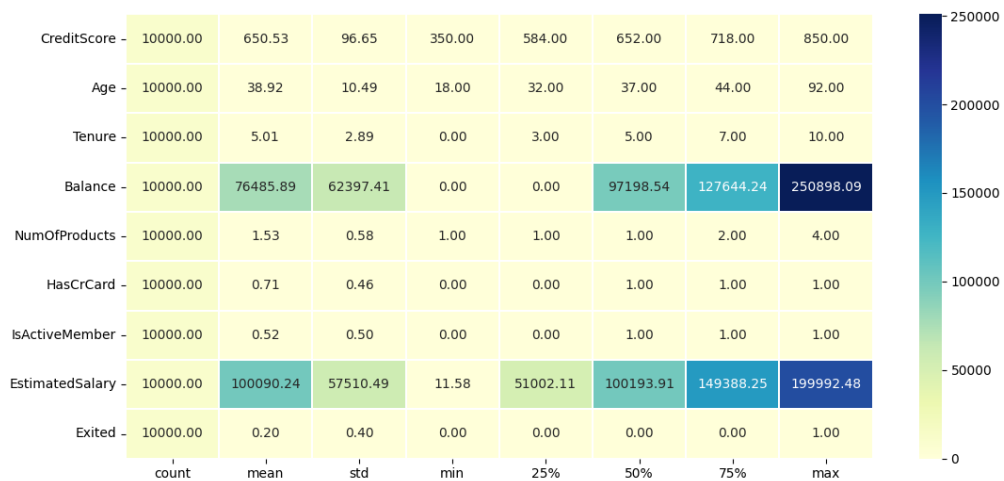 CreditScore 10000.00 650.53 96.65 350.00 584.00 652.00 718.00 850.00
Age 10000.00 38.92 10.49 18.00 32.00 37.00 44.00 92.00
Tenure 10000.00 5.01 2.89 0.00 3.00 5.00 7.00 10.00
Balance 10000.00 76485.89 62397.41 0.00 0.00 97198.54 127644.24 250898.09
NumOfProducts 10000.00 1.53 0.58 1.00 1.00 1.00 2.00 4.00
HasCrCard 10000.00 0.71 0.46 0.00 0.00 1.00 1.00 1.00
IsActiveMember 10000.00 0.52 0.50 0.00 0.00 1.00 1.00 1.00
EstimatedSalary 10000.00 100090.24 57510.49 11.58 51002.11 100193.91 149388.25 199992.48
Exited 10000.00 0.20 0.40 0.00 0.00 0.00 0.00 1.00
count mean std min 25% 50% 75% max
250000
200000
150000
100000
50000
0